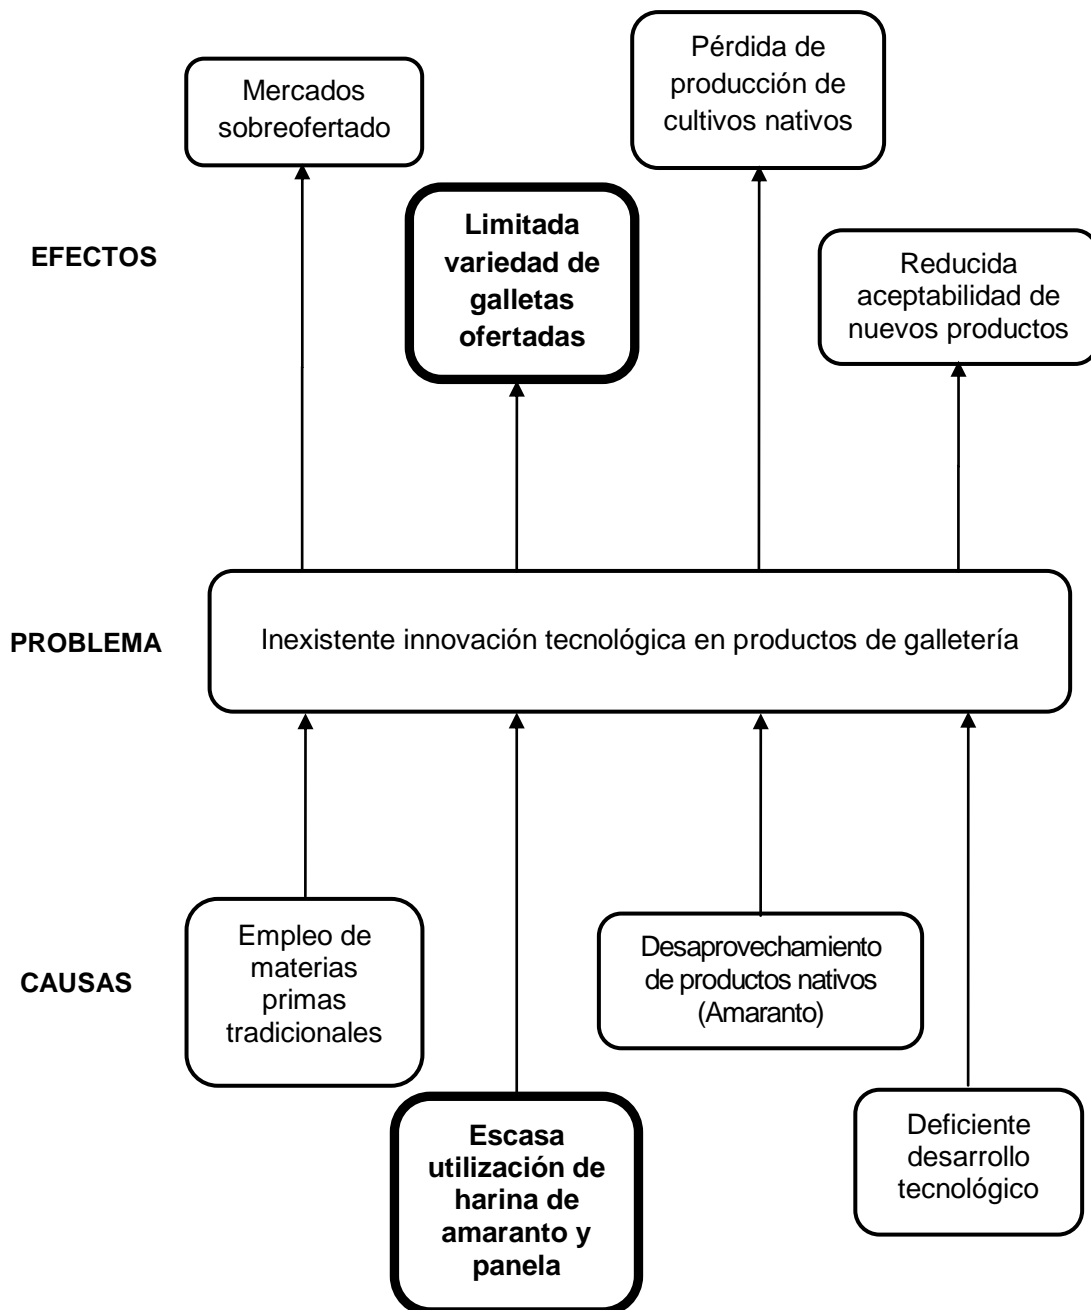 Pérdida de
producción de
cultivos nativos
Mercados
sobreofertado
EFECTOS
Limitada
variedad de
galletas
ofertadas
Reducida
aceptabilidad de
nuevos productos
PROBLEMA
Inexistente innovación tecnológica en productos de galletería
CAUSAS
Empleo de
materias
primas
tradicionales
Desaprovechamiento
de productos nativos
(Amaranto)
Escasa
utilización de
harina de
amaranto y
panela
Deficiente
desarrollo
tecnológico